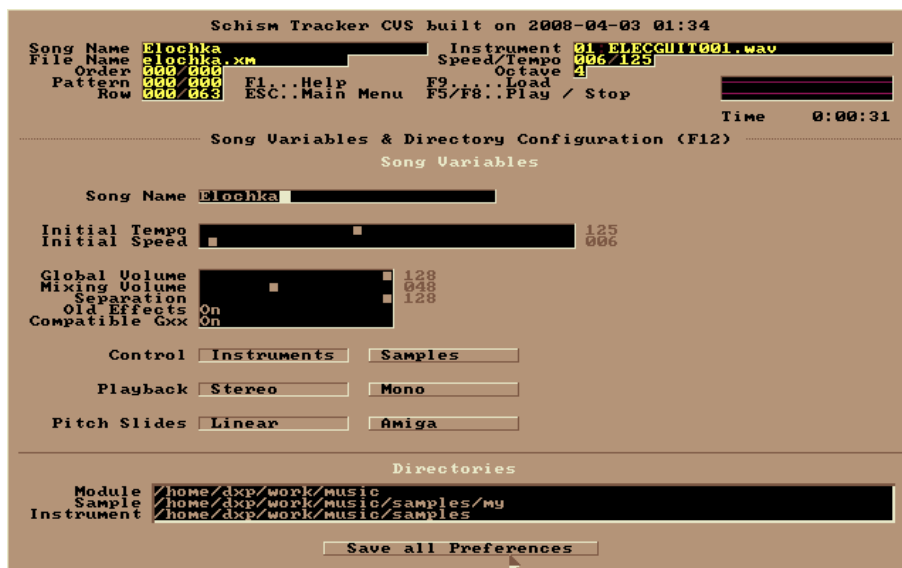 Schism Tracker CVS built on 2008-04-03 01:34
Song Name Elochka Instrument 01 ELECGUIT001.wav
File Name elochka.xm Speed/Tempo 006/125
Order 000/000 Octave 4
Pattern 000/000 F1...Help F9.....Load
Row 000/063 ESC..Main Menu F5/F8..Play / Stop
Time 0:00:31
Song Variables & Directory Configuration (F12)
Song Variables
Song Name Elochka
Initial Tempo 125
Initial Speed 006
Global Volume 128
Mixing Volume 048
Separation 128
Old Effects On
Compatible Gxx On
Control Instruments Samples
Playback Stereo Mono
Pitch Slides Linear Amiga
Directories
Module /home/dxp/work/music
Sample /home/dxp/work/music/samples/my
Instrument /home/dxp/work/music/samples
Save all Preferences